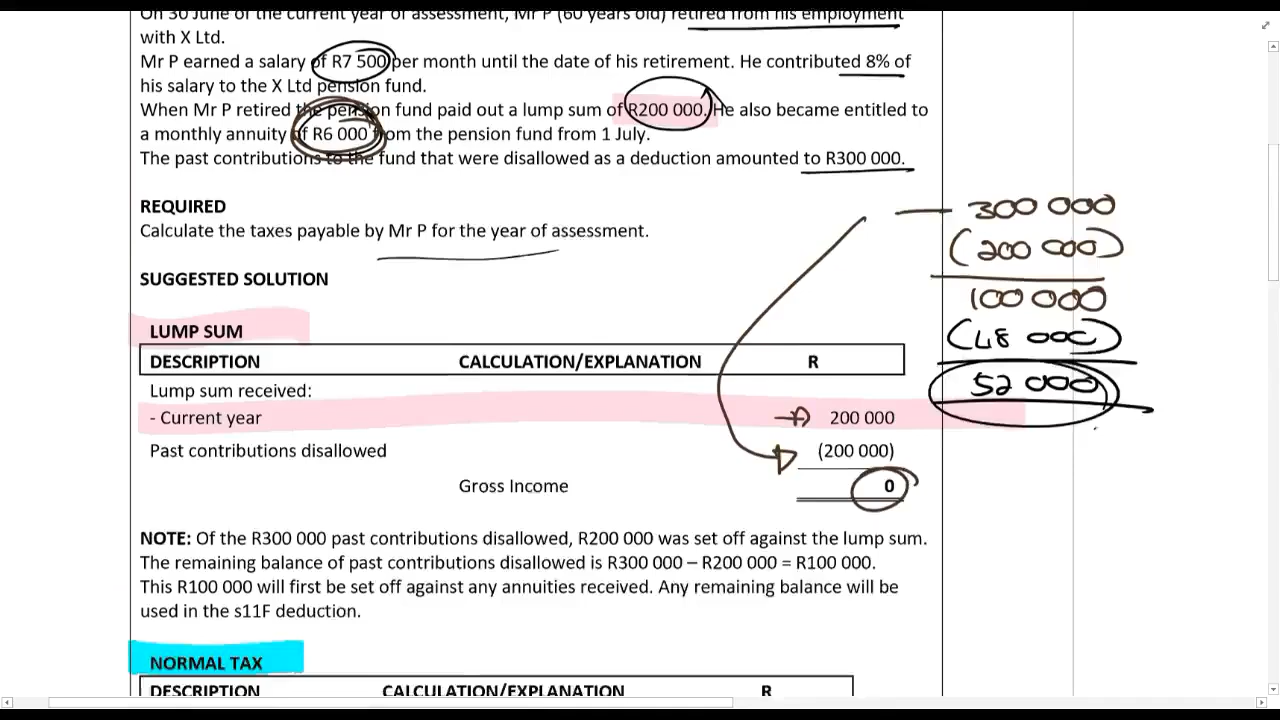 On 30 June of the current year of assessment, Mr P (60 years old) retired from his employment
with X Ltd.
Mr P earned a salary of R7 500 per month until the date of his retirement. He contributed 8% of
his salary to the X Ltd pension fund.
When Mr P retired the pension fund paid out a lump sum of R200 000. He also became entitled to
a monthly annuity of R6 000 from the pension fund from 1 July.
The past contributions to the fund that were disallowed as a deduction amounted to R300 000.
REQUIRED
Calculate the taxes payable by Mr P for the year of assessment.
SUGGESTED SOLUTION
300 000
(200 000)
100 000
(48 000)
52 000
LUMP SUM
DESCRIPTION CALCULATION/EXPLANATION R
Lump sum received:
- Current year 200 000
Past contributions disallowed (200 000)
Gross Income 0
NOTE: Of the R300 000 past contributions disallowed, R200 000 was set off against the lump sum.
The remaining balance of past contributions disallowed is R300 000 – R200 000 = R100 000.
This R100 000 will first be set off against any annuities received. Any remaining balance will be
used in the s11F deduction.
NORMAL TAX
DESCRIPTION CALCULATION/EXPLANATION R